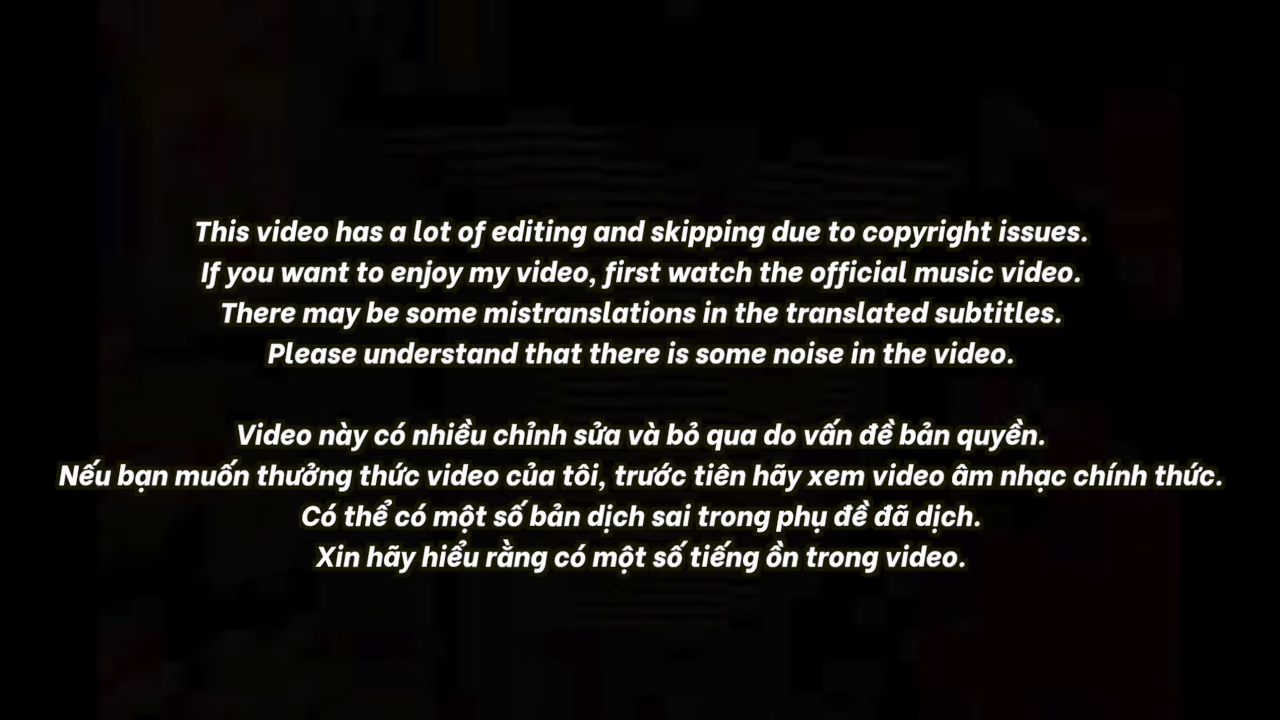 This video has a lot of editing and skipping due to copyright issues.
If you want to enjoy my video, first watch the official music video.
There may be some mistranslations in the translated subtitles.
Please understand that there is some noise in the video.
Video này có nhiều chỉnh sửa và bỏ qua do vấn đề bản quyền.
Nếu bạn muốn thưởng thức video của tôi, trước tiên hãy xem video âm nhạc chính thức.
Có thể có một số bản dịch sai trong phụ đề đã dịch.
Xin hãy hiểu rằng có một số tiếng ồn trong video.